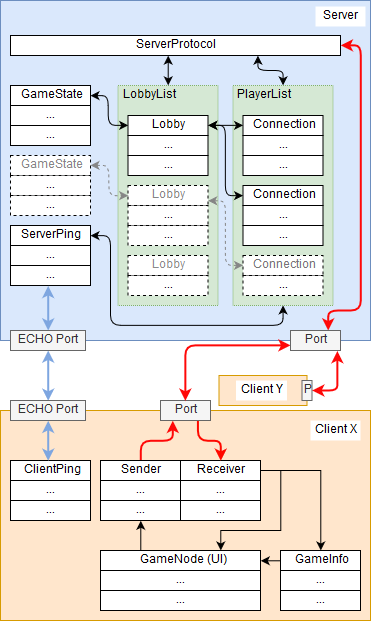 Server
ServerProtocol
GameState
...
...
LobbyList
PlayerList
Lobby
...
...
Connection
...
...
GameState
...
...
Lobby
...
...
Connection
...
...
ServerPing
...
...
Lobby
...
Connection
...
ECHO Port
Port
Client Y
P
ECHO Port
Port
Client X
ClientPing
...
...
Sender
...
...
Receiver
...
...
GameNode (UI)
...
...
GameInfo
...
...